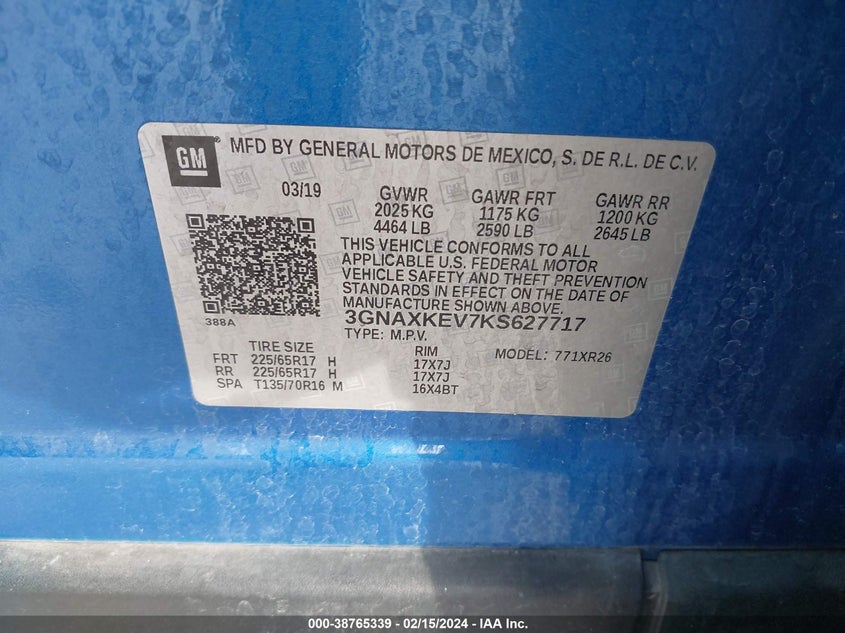 GM
MFD BY GENERAL MOTORS DE MEXICO, S. DE R.L. DE C.V.
03/19 GVWR GAWR FRT GAWR RR
2025 KG 1175 KG 1200 KG
4464 LB 2590 LB 2645 LB
THIS VEHICLE CONFORMS TO ALL
APPLICABLE U.S. FEDERAL MOTOR
VEHICLE SAFETY AND THEFT PREVENTION
STANDARDS IN EFFECT ON THE DATE OF
MANUFACTURE SHOWN ABOVE.
388A
3GNAXKEV7KS627717
TYPE: M.P.V.
TIRE SIZE RIM MODEL: 771XR26
FRT 225/65R17 H 17X7J
RR 225/65R17 H 17X7J
SPA T135/70R16 M 16X4BT
000-38765339 - 02/15/2024 - IAA Inc.